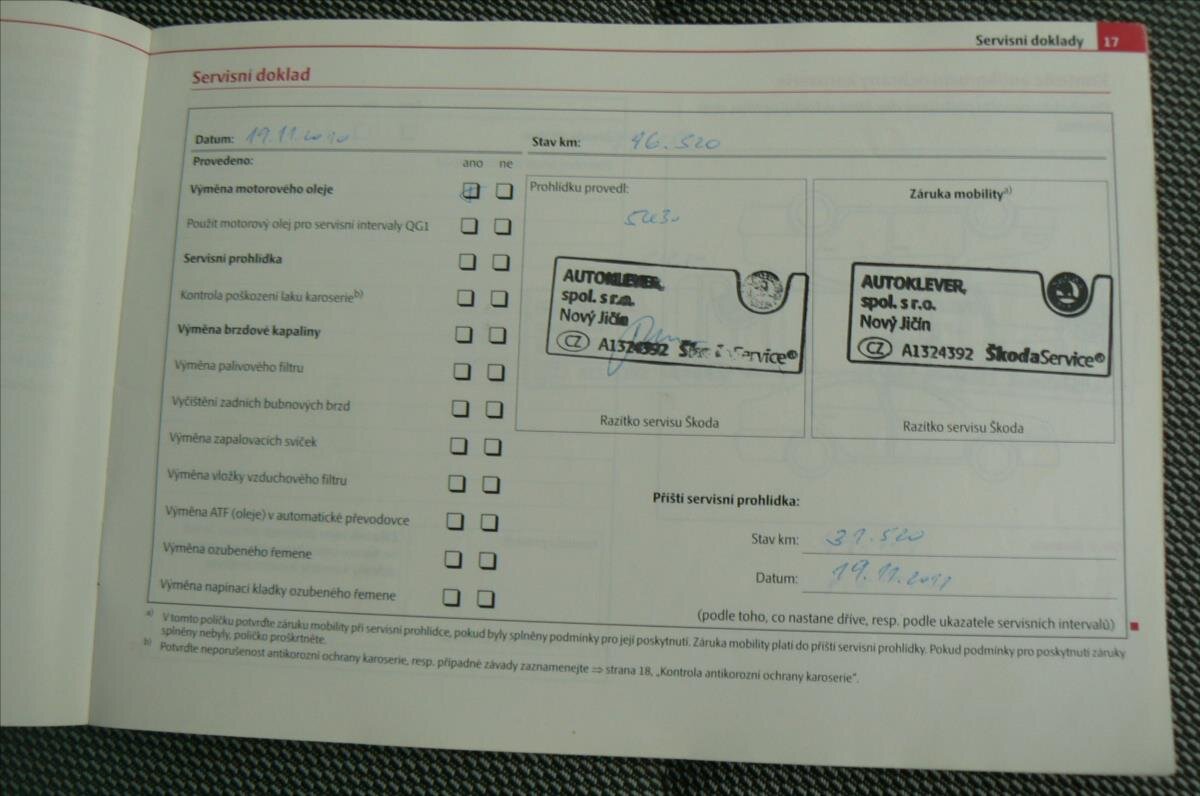 Servisní doklady 17
Servisní doklad
Datum: 19.11.2010
Stav km: 16.520
Provedeno: ano ne
Výměna motorového oleje
Použit motorový olej pro servisní intervaly QG1
Servisní prohlídka
Kontrola poškození laku karoserie b)
Výměna brzdové kapaliny
Výměna palivového filtru
Vyčištění zadních bubnových brzd
Výměna zapalovacích svíček
Výměna vložky vzduchového filtru
Výměna ATF (oleje) v automatické převodovce
Výměna ozubeného řemene
Výměna napínací kladky ozubeného řemene
Prohlídku provedl:
5W30
AUTOKLEVER,
spol. s r.o.
Nový Jičín
CZ A1324392 ŠkodaService®
Razítko servisu Škoda
Záruka mobility a)
AUTOKLEVER,
spol. s r.o.
Nový Jičín
CZ A1324392 ŠkodaService®
Razítko servisu Škoda
Příští servisní prohlídka:
Stav km: 31.520
Datum: 19.11.2011
(podle toho, co nastane dříve, resp. podle ukazatele servisních intervalů)
a) V tomto políčku potvrďte záruku mobility při servisní prohlídce, pokud byly splněny podmínky pro její poskytnutí. Záruka mobility platí do příští servisní prohlídky. Pokud podmínky pro poskytnutí záruky
splněny nebyly, políčko proškrtněte.
b) Potvrďte neporušenost antikorozní ochrany karoserie, resp. případné závady zaznamenejte ⇒ strana 18, „Kontrola antikorozní ochrany karoserie“.